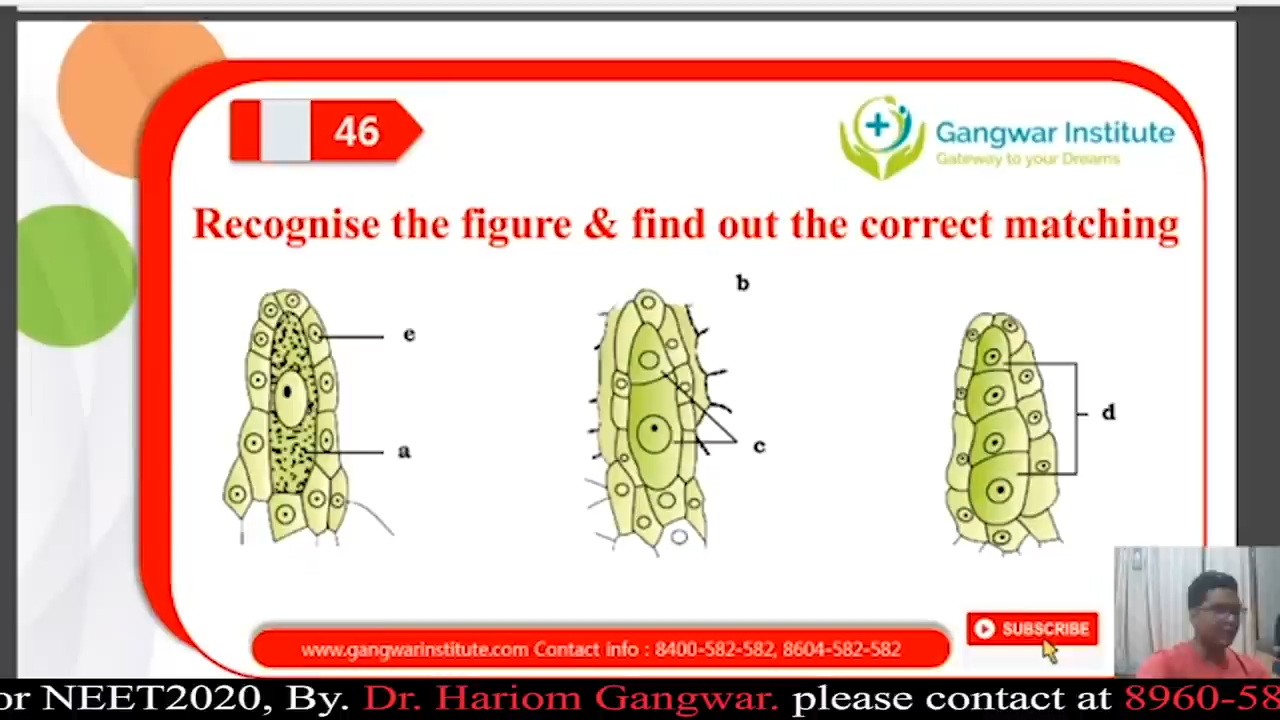 46
Gangwar Institute
Gateway to your Dreams
Recognise the figure & find out the correct matching
b
e
d
a
c
SUBSCRIBE
www.gangwarinstitute.com Contact info : 8400-582-582, 8604-582-582
or NEET2020, By. Dr. Hariom Gangwar. please contact at 8960-58